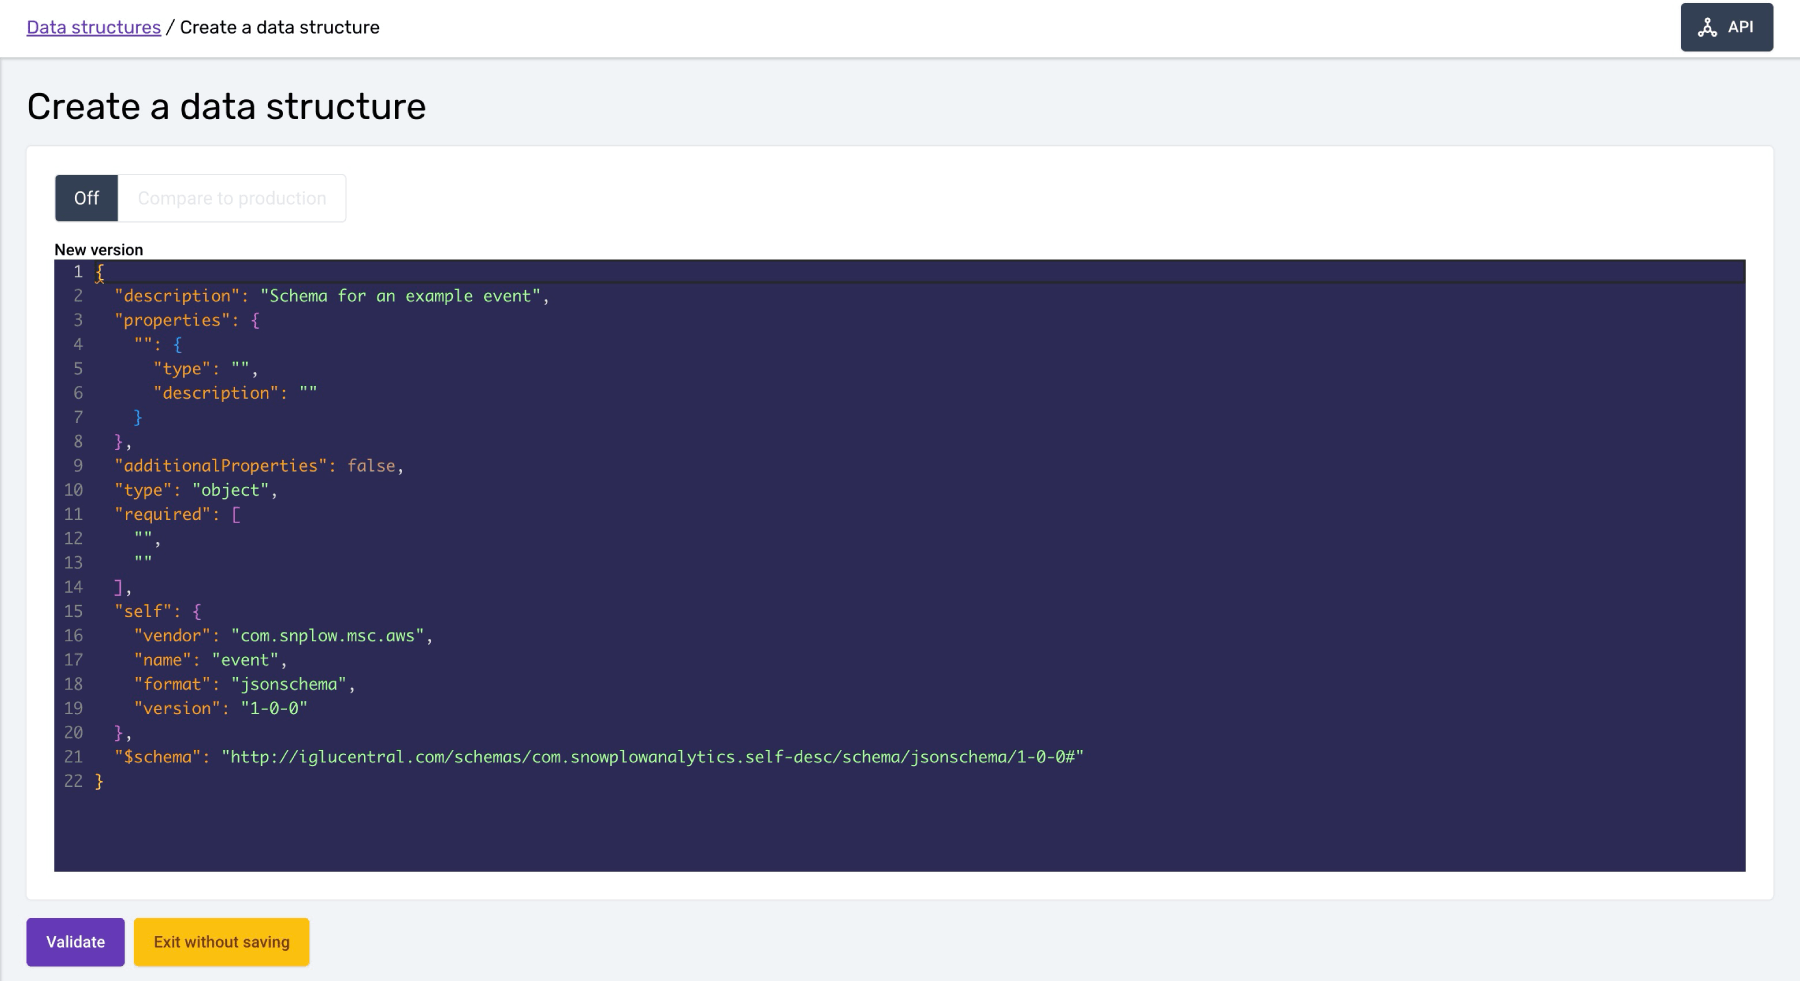 Data structures / Create a data structure
API
Create a data structure
Off Compare to production
New version
1 {
2 "description": "Schema for an example event",
3 "properties": {
4 "": {
5 "type": "",
6 "description": ""
7 }
8 },
9 "additionalProperties": false,
10 "type": "object",
11 "required": [
12 "",
13 ""
14 ],
15 "self": {
16 "vendor": "com.snplow.msc.aws",
17 "name": "event",
18 "format": "jsonschema",
19 "version": "1-0-0"
20 },
21 "$schema": "http://iglucentral.com/schemas/com.snowplowanalytics.self-desc/schema/jsonschema/1-0-0#"
22 }
Validate Exit without saving